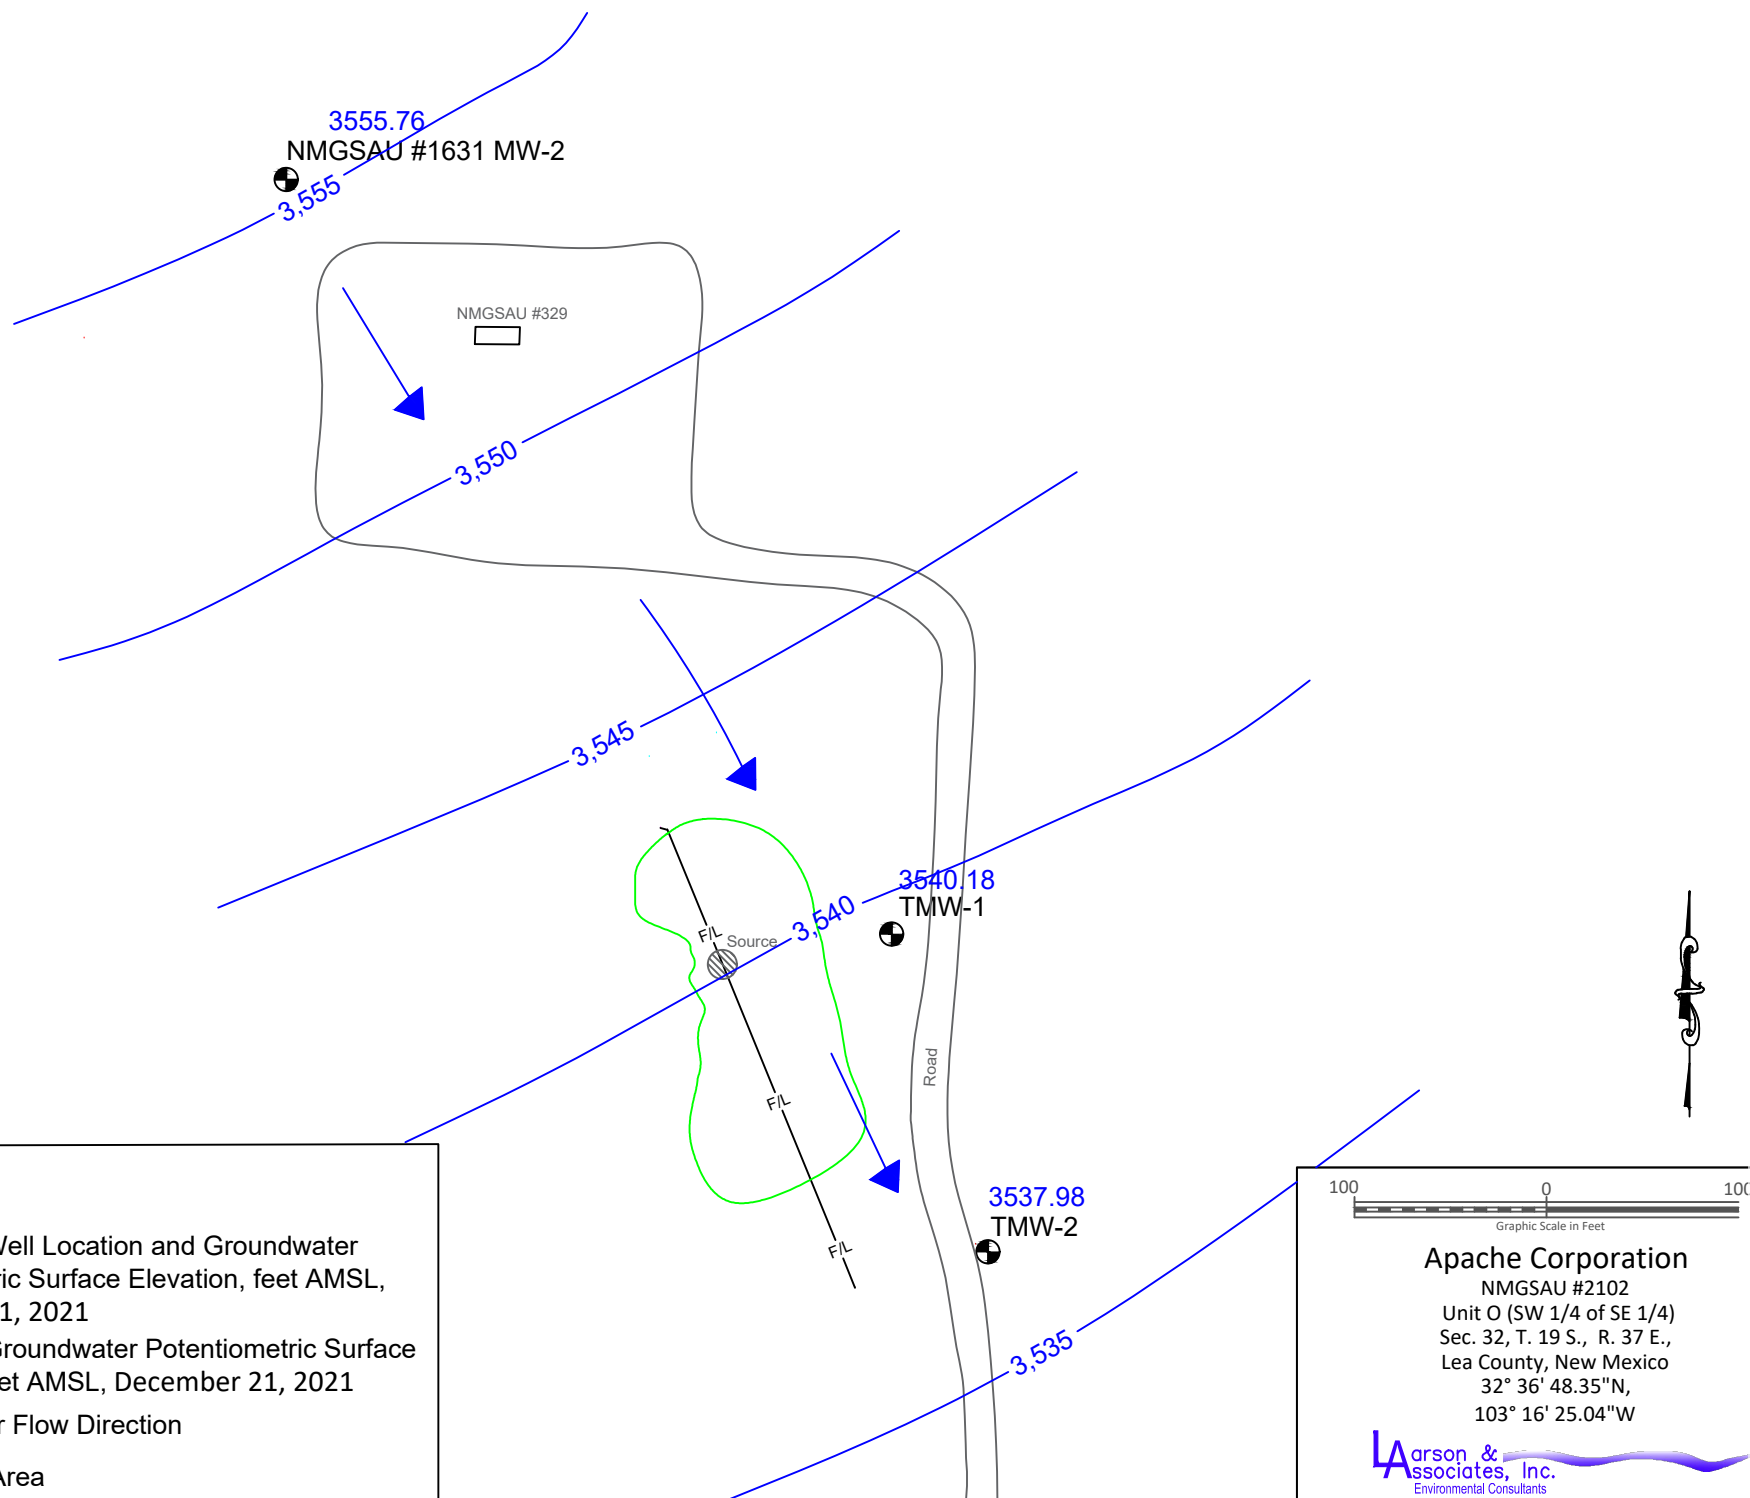 3555.76
NMGSAU #1631 MW-2
3,555
NMGSAU #329
3,550
3,545
3540.18
TMW-1
3,540
F/L
Source
F/L
Road
3537.98
TMW-2
F/L
3,535
Well Location and Groundwater
ric Surface Elevation, feet AMSL,
1, 2021
Groundwater Potentiometric Surface
et AMSL, December 21, 2021
r Flow Direction
Area
100 0 100
Graphic Scale in Feet
Apache Corporation
NMGSAU #2102
Unit O (SW 1/4 of SE 1/4)
Sec. 32, T. 19 S., R. 37 E.,
Lea County, New Mexico
32° 36' 48.35"N,
103° 16' 25.04"W
Larson &
Associates, Inc.
Environmental Consultants